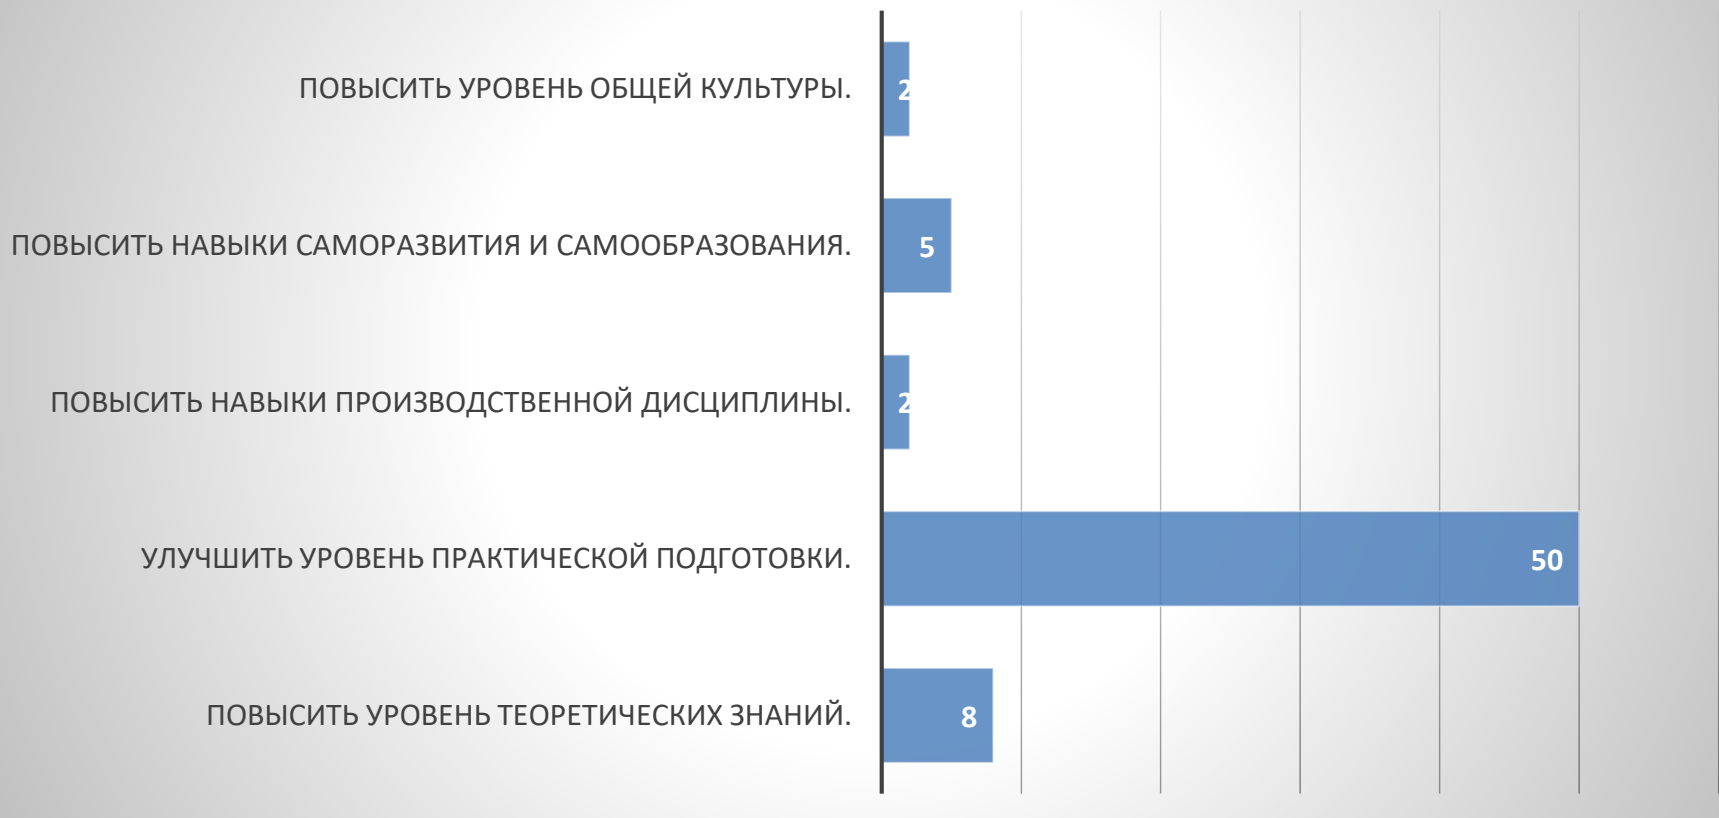 ПОВЫСИТЬ УРОВЕНЬ ОБЩЕЙ КУЛЬТУРЫ.
2
ПОВЫСИТЬ НАВЫКИ САМОРАЗВИТИЯ И САМООБРАЗОВАНИЯ.
5
ПОВЫСИТЬ НАВЫКИ ПРОИЗВОДСТВЕННОЙ ДИСЦИПЛИНЫ.
2
УЛУЧШИТЬ УРОВЕНЬ ПРАКТИЧЕСКОЙ ПОДГОТОВКИ.
50
ПОВЫСИТЬ УРОВЕНЬ ТЕОРЕТИЧЕСКИХ ЗНАНИЙ.
8